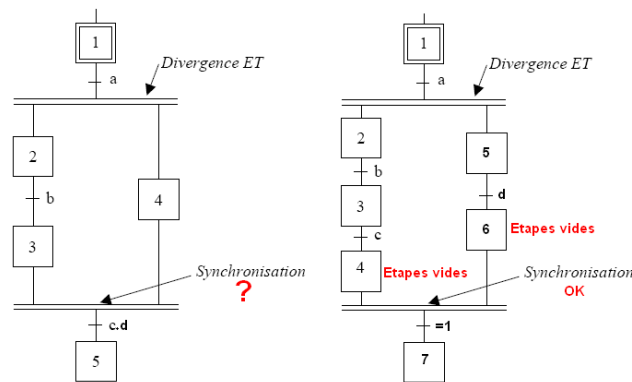 1
a
Divergence ET
2
b
4
3
Synchronisation
?
c.d
5
1
a
Divergence ET
2
5
b
d
3
6
Etapes vides
c
4
Etapes vides
Synchronisation
OK
=1
7